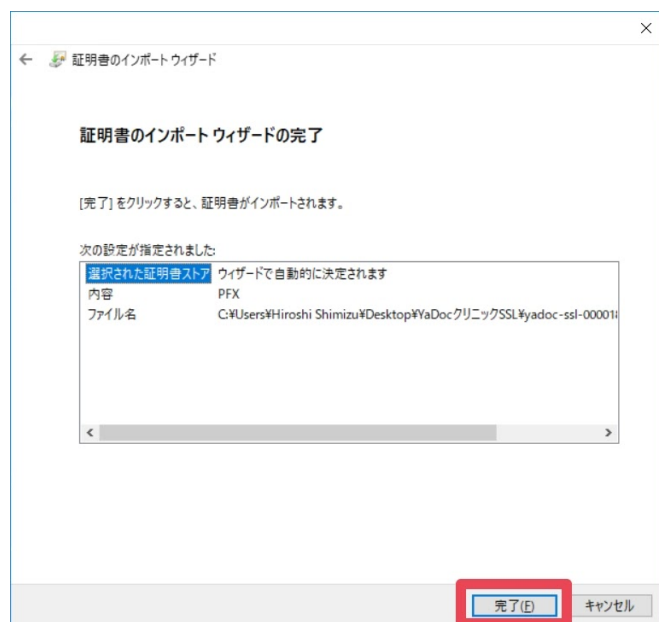 証明書のインポート ウィザード
証明書のインポート ウィザードの完了
[完了] をクリックすると、証明書がインポートされます。
次の設定が指定されました:
選択された証明書ストア ウィザードで自動的に決定されます
内容 PFX
ファイル名 C:¥Users¥Hiroshi Shimizu¥Desktop¥YaDocクリニックSSL¥yadoc-ssl-000018
完了(F) キャンセル